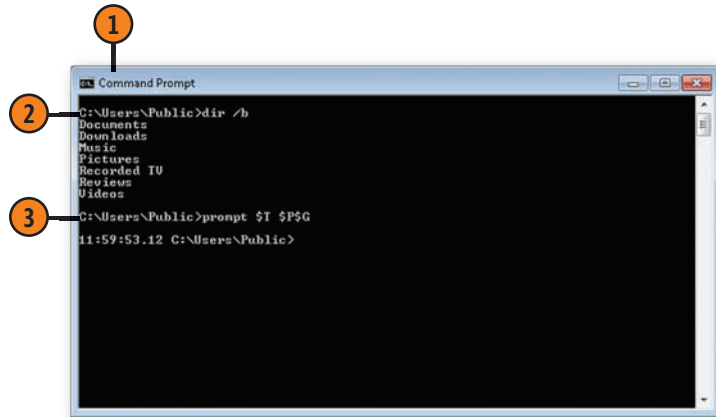 1
Command Prompt
2
C:\Users\Public>dir /b
Documents
Downloads
Music
Pictures
Recorded TV
Reviews
Videos
3
C:\Users\Public>prompt $T $P$G
11:59:53.12 C:\Users\Public>